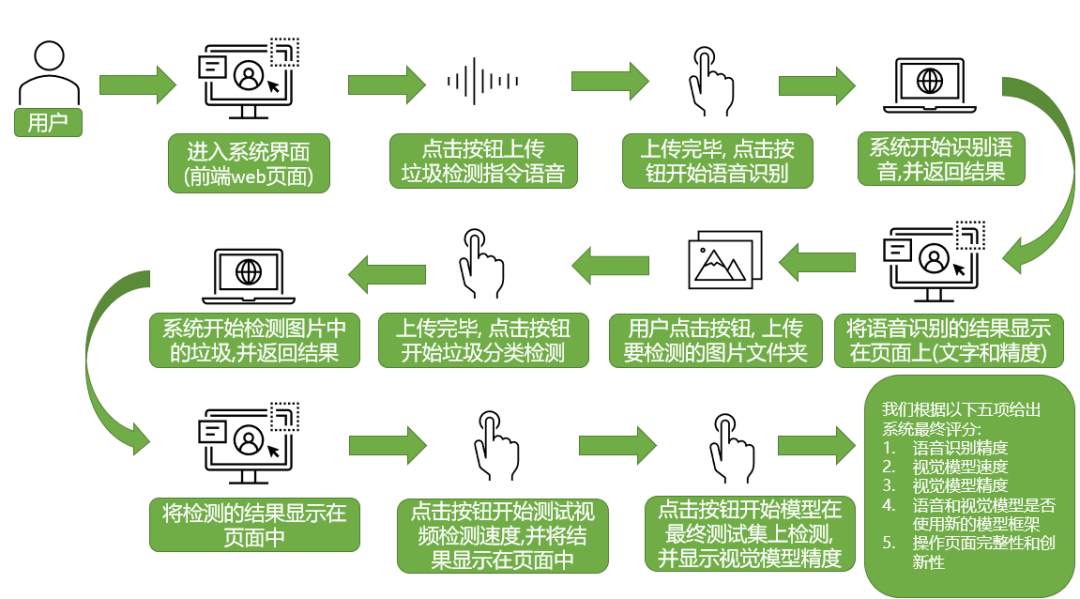 用户
进入系统界面
(前端web页面)
点击按钮上传
垃圾检测指令语音
上传完毕, 点击按
钮开始语音识别
系统开始识别语
音,并返回结果
将语音识别的结果显示
在页面上(文字和精度)
用户点击按钮, 上传
要检测的图片文件夹
上传完毕, 点击按钮
开始垃圾分类检测
系统开始检测图片中
的垃圾,并返回结果
将检测的结果显示在
页面中
点击按钮开始测试视
频检测速度,并将结
果显示在页面中
点击按钮开始模型在
最终测试集上检测,
并显示视觉模型精度
我们根据以下五项给出
系统最终评分:
1. 语音识别精度
2. 视觉模型速度
3. 视觉模型精度
4. 语音和视觉模型是否
使用新的模型框架
5. 操作页面完整性和创
新性